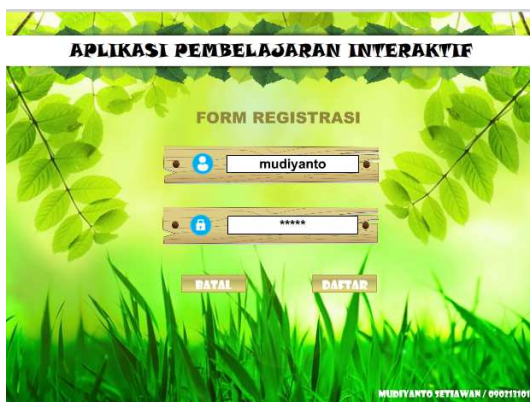 APLIKASI PEMBELAJARAN INTERAKTIF
FORM REGISTRASI
mudiyanto
*****
BATAL DAFTAR
MUDIYANTO SETIAWAN /